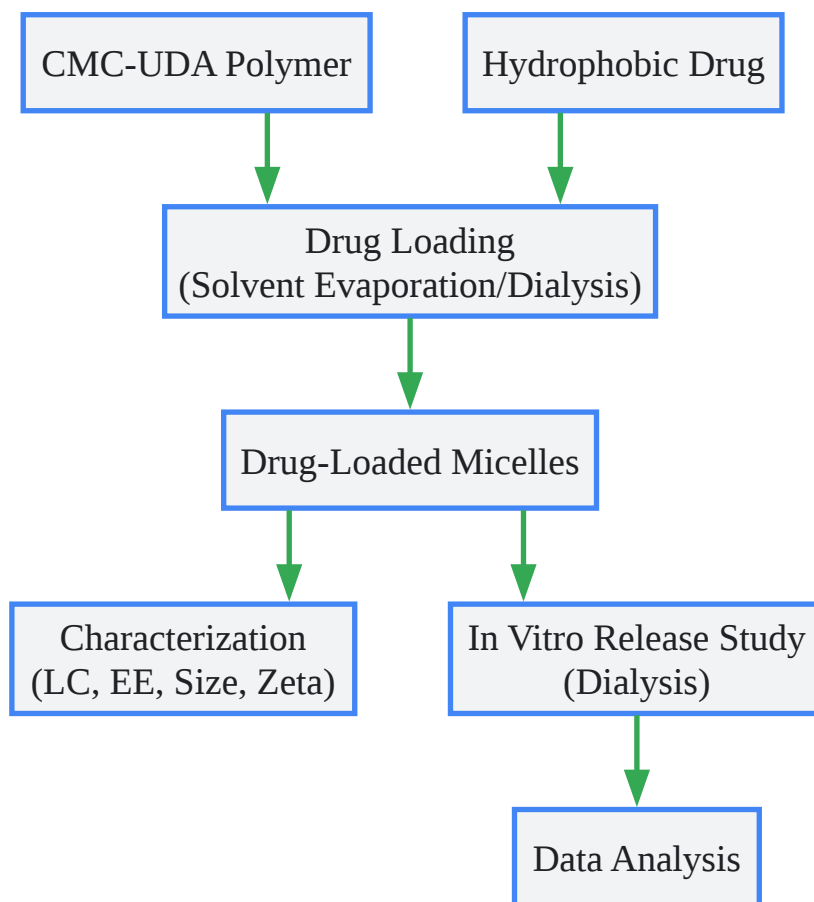 CMC-UDA Polymer
Hydrophobic Drug
Drug Loading
(Solvent Evaporation/Dialysis)
Drug-Loaded Micelles
Characterization
(LC, EE, Size, Zeta)
In Vitro Release Study
(Dialysis)
Data Analysis